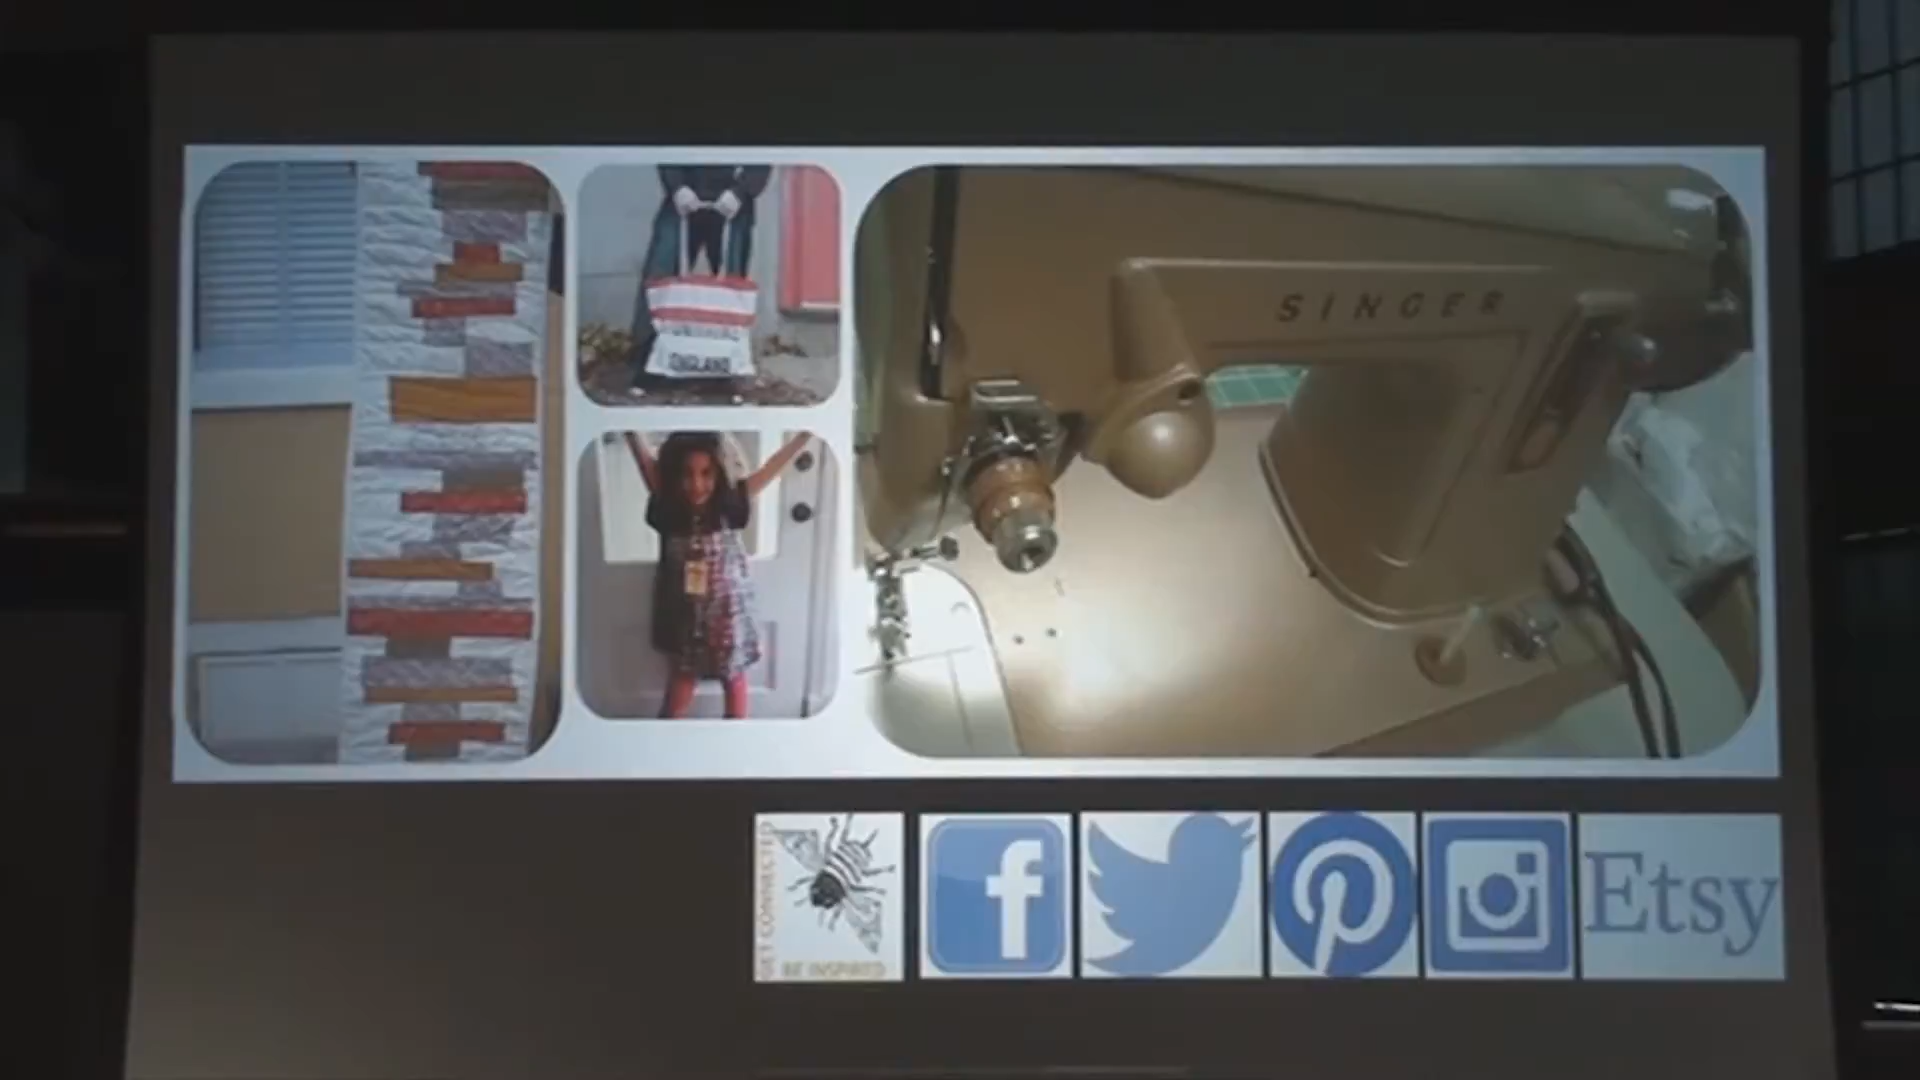 SINGER
ENGLAND
GET CONNECTED
BE INSPIRED
f
Etsy